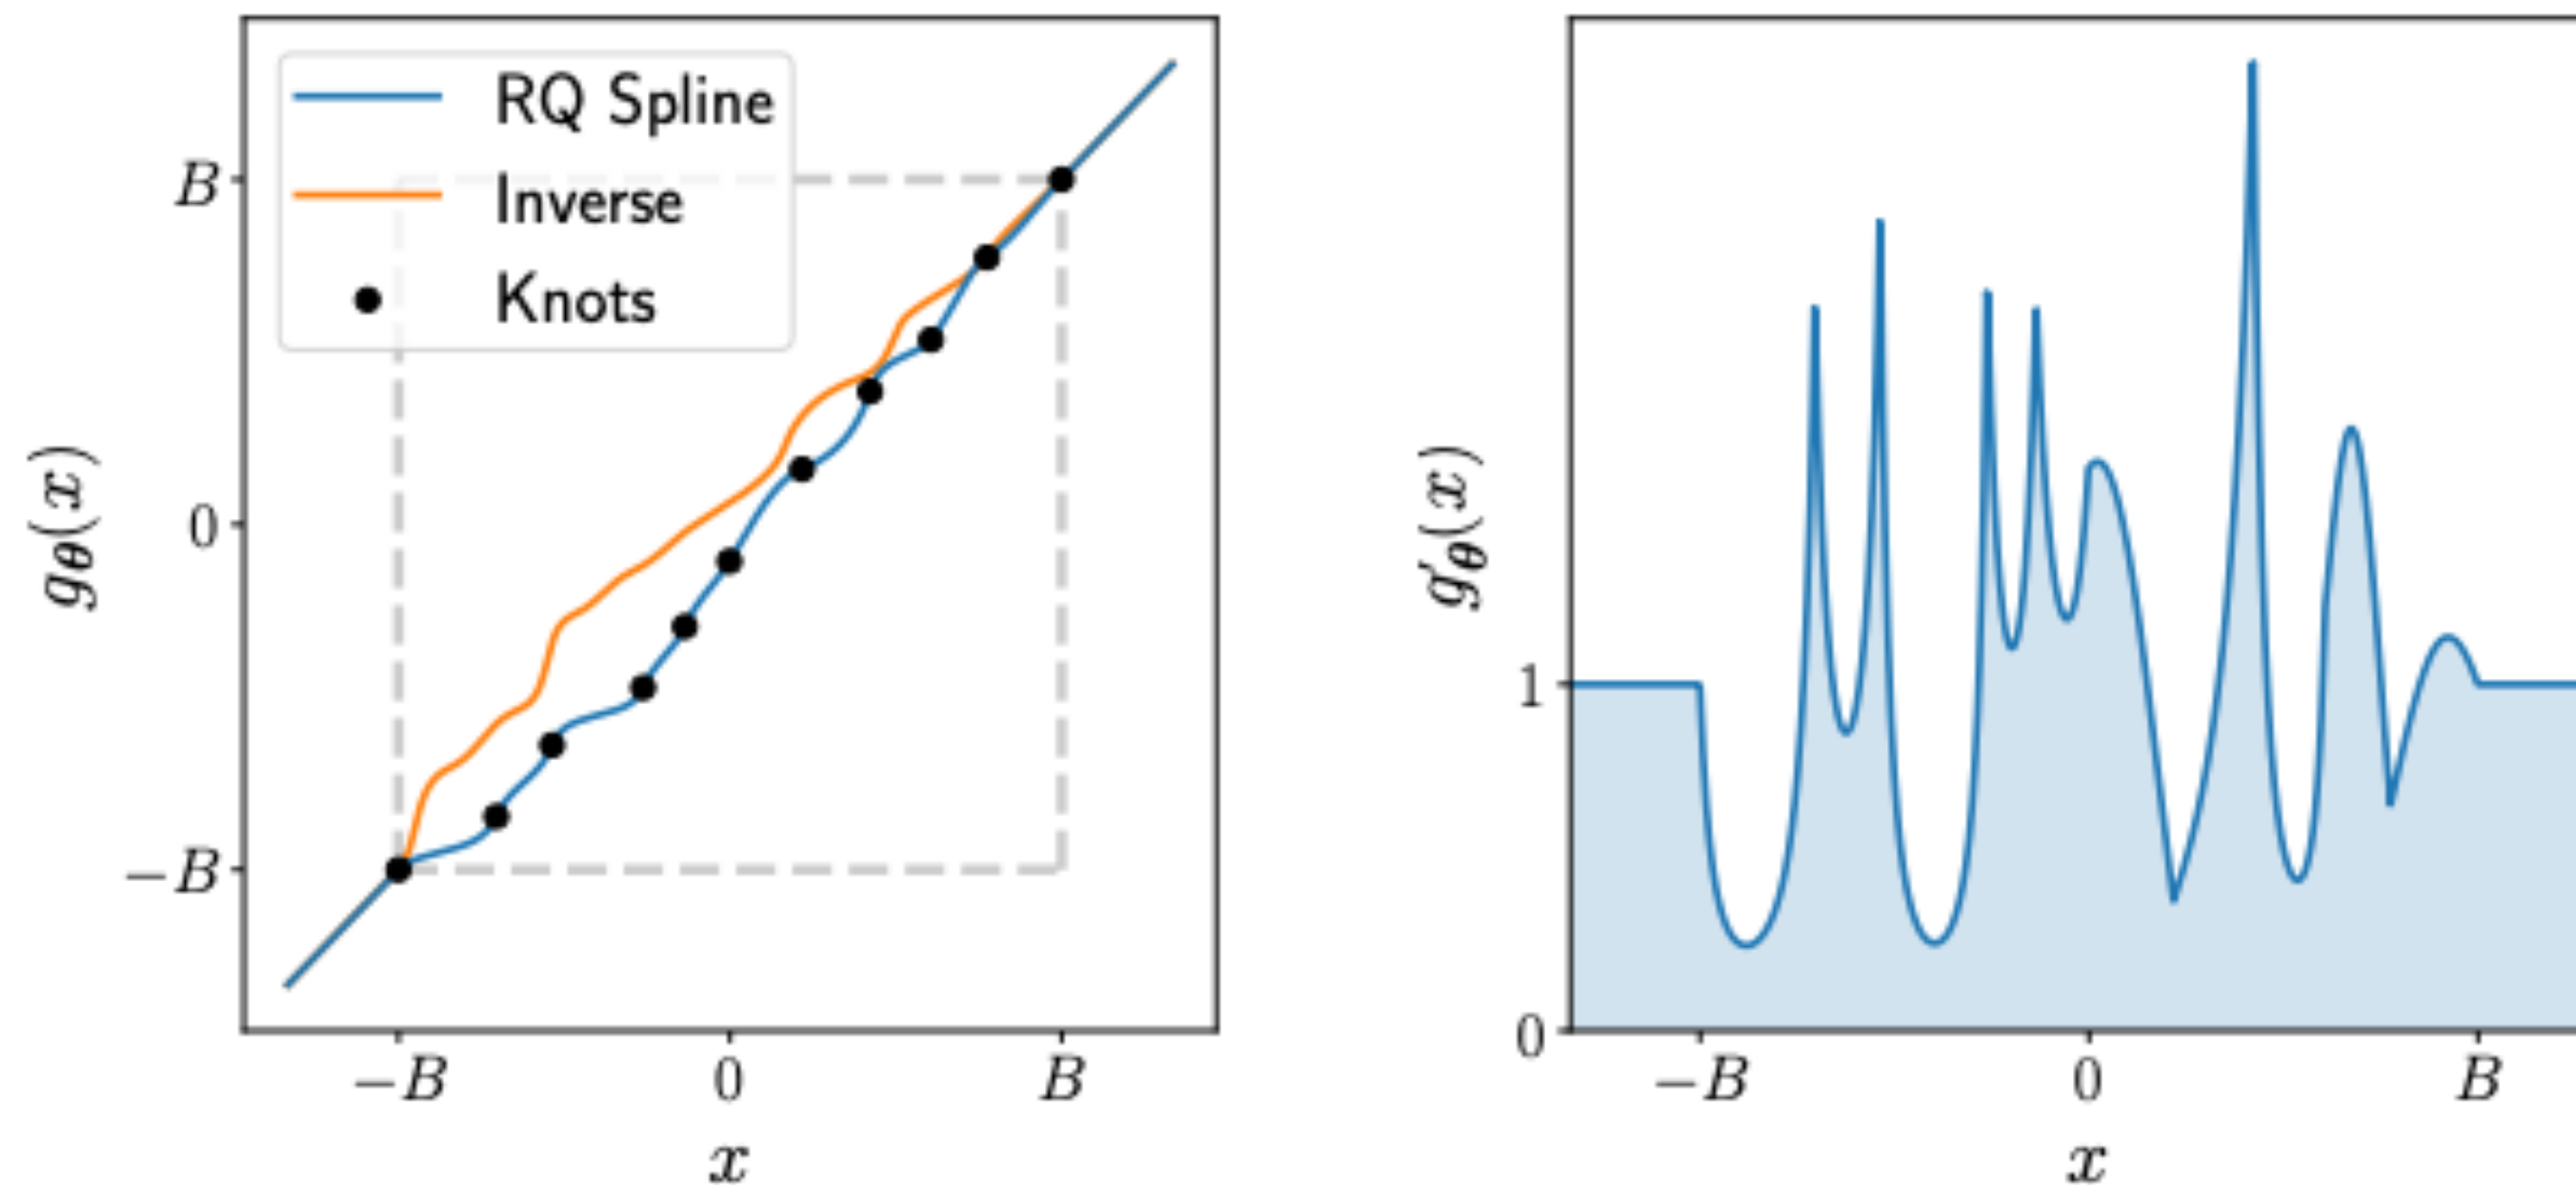 RQ Spline
Inverse
Knots
B
0
−B
g𝜽(x)
−B 0 B
x
g′𝜽(x)
1
0
−B 0 B
x